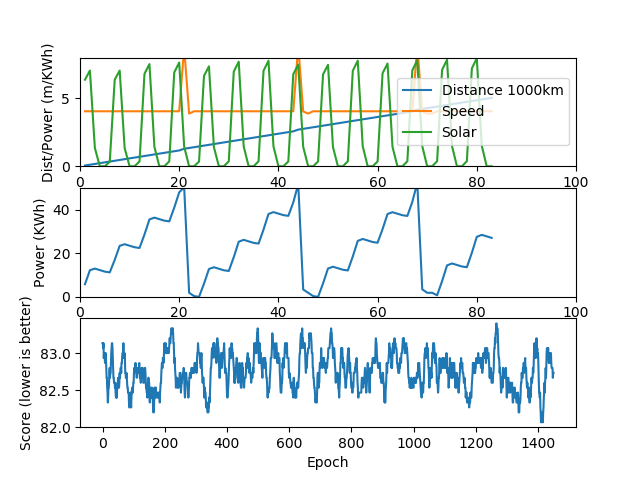 Dist/Power (m/KWh)
5
0
Distance 1000km
Speed
Solar
0 20 40 60 80 100
Power (KWh)
40
20
0
0 20 40 60 80 100
Score (lower is better)
83.0
82.5
82.0
0 200 400 600 800 1000 1200 1400
Epoch